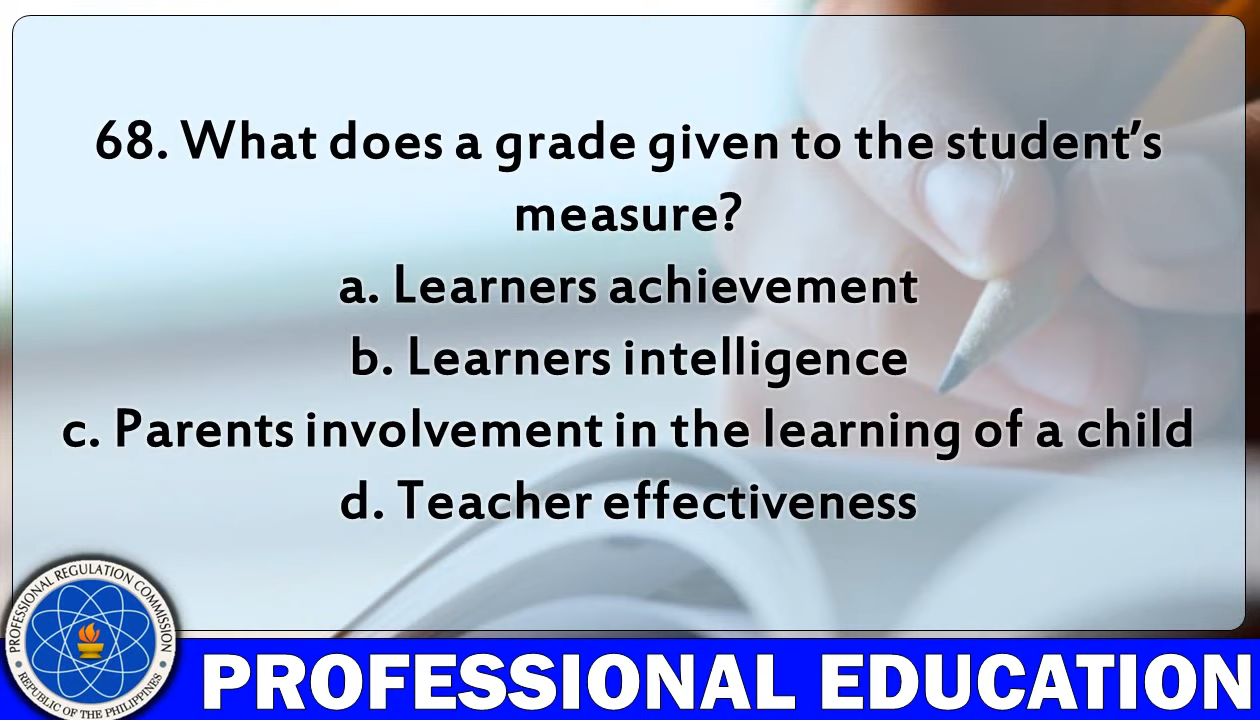 68. What does a grade given to the student’s
measure?
a. Learners achievement
b. Learners intelligence
c. Parents involvement in the learning of a child
d. Teacher effectiveness
PROFESSIONAL REGULATION COMMISSION
REPUBLIC OF THE PHILIPPINES
PROFESSIONAL EDUCATION